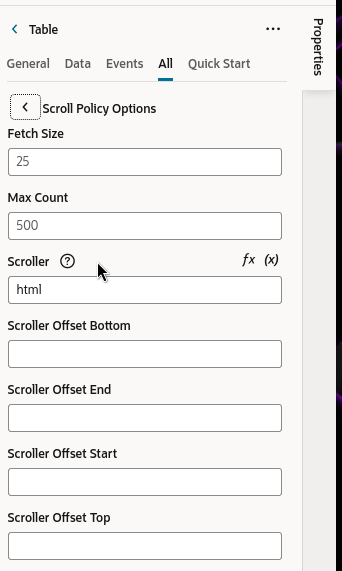 Table
Properties
General Data Events All Quick Start
Scroll Policy Options
Fetch Size
25
Max Count
500
Scroller ? ƒx (x)
html
Scroller Offset Bottom
Scroller Offset End
Scroller Offset Start
Scroller Offset Top